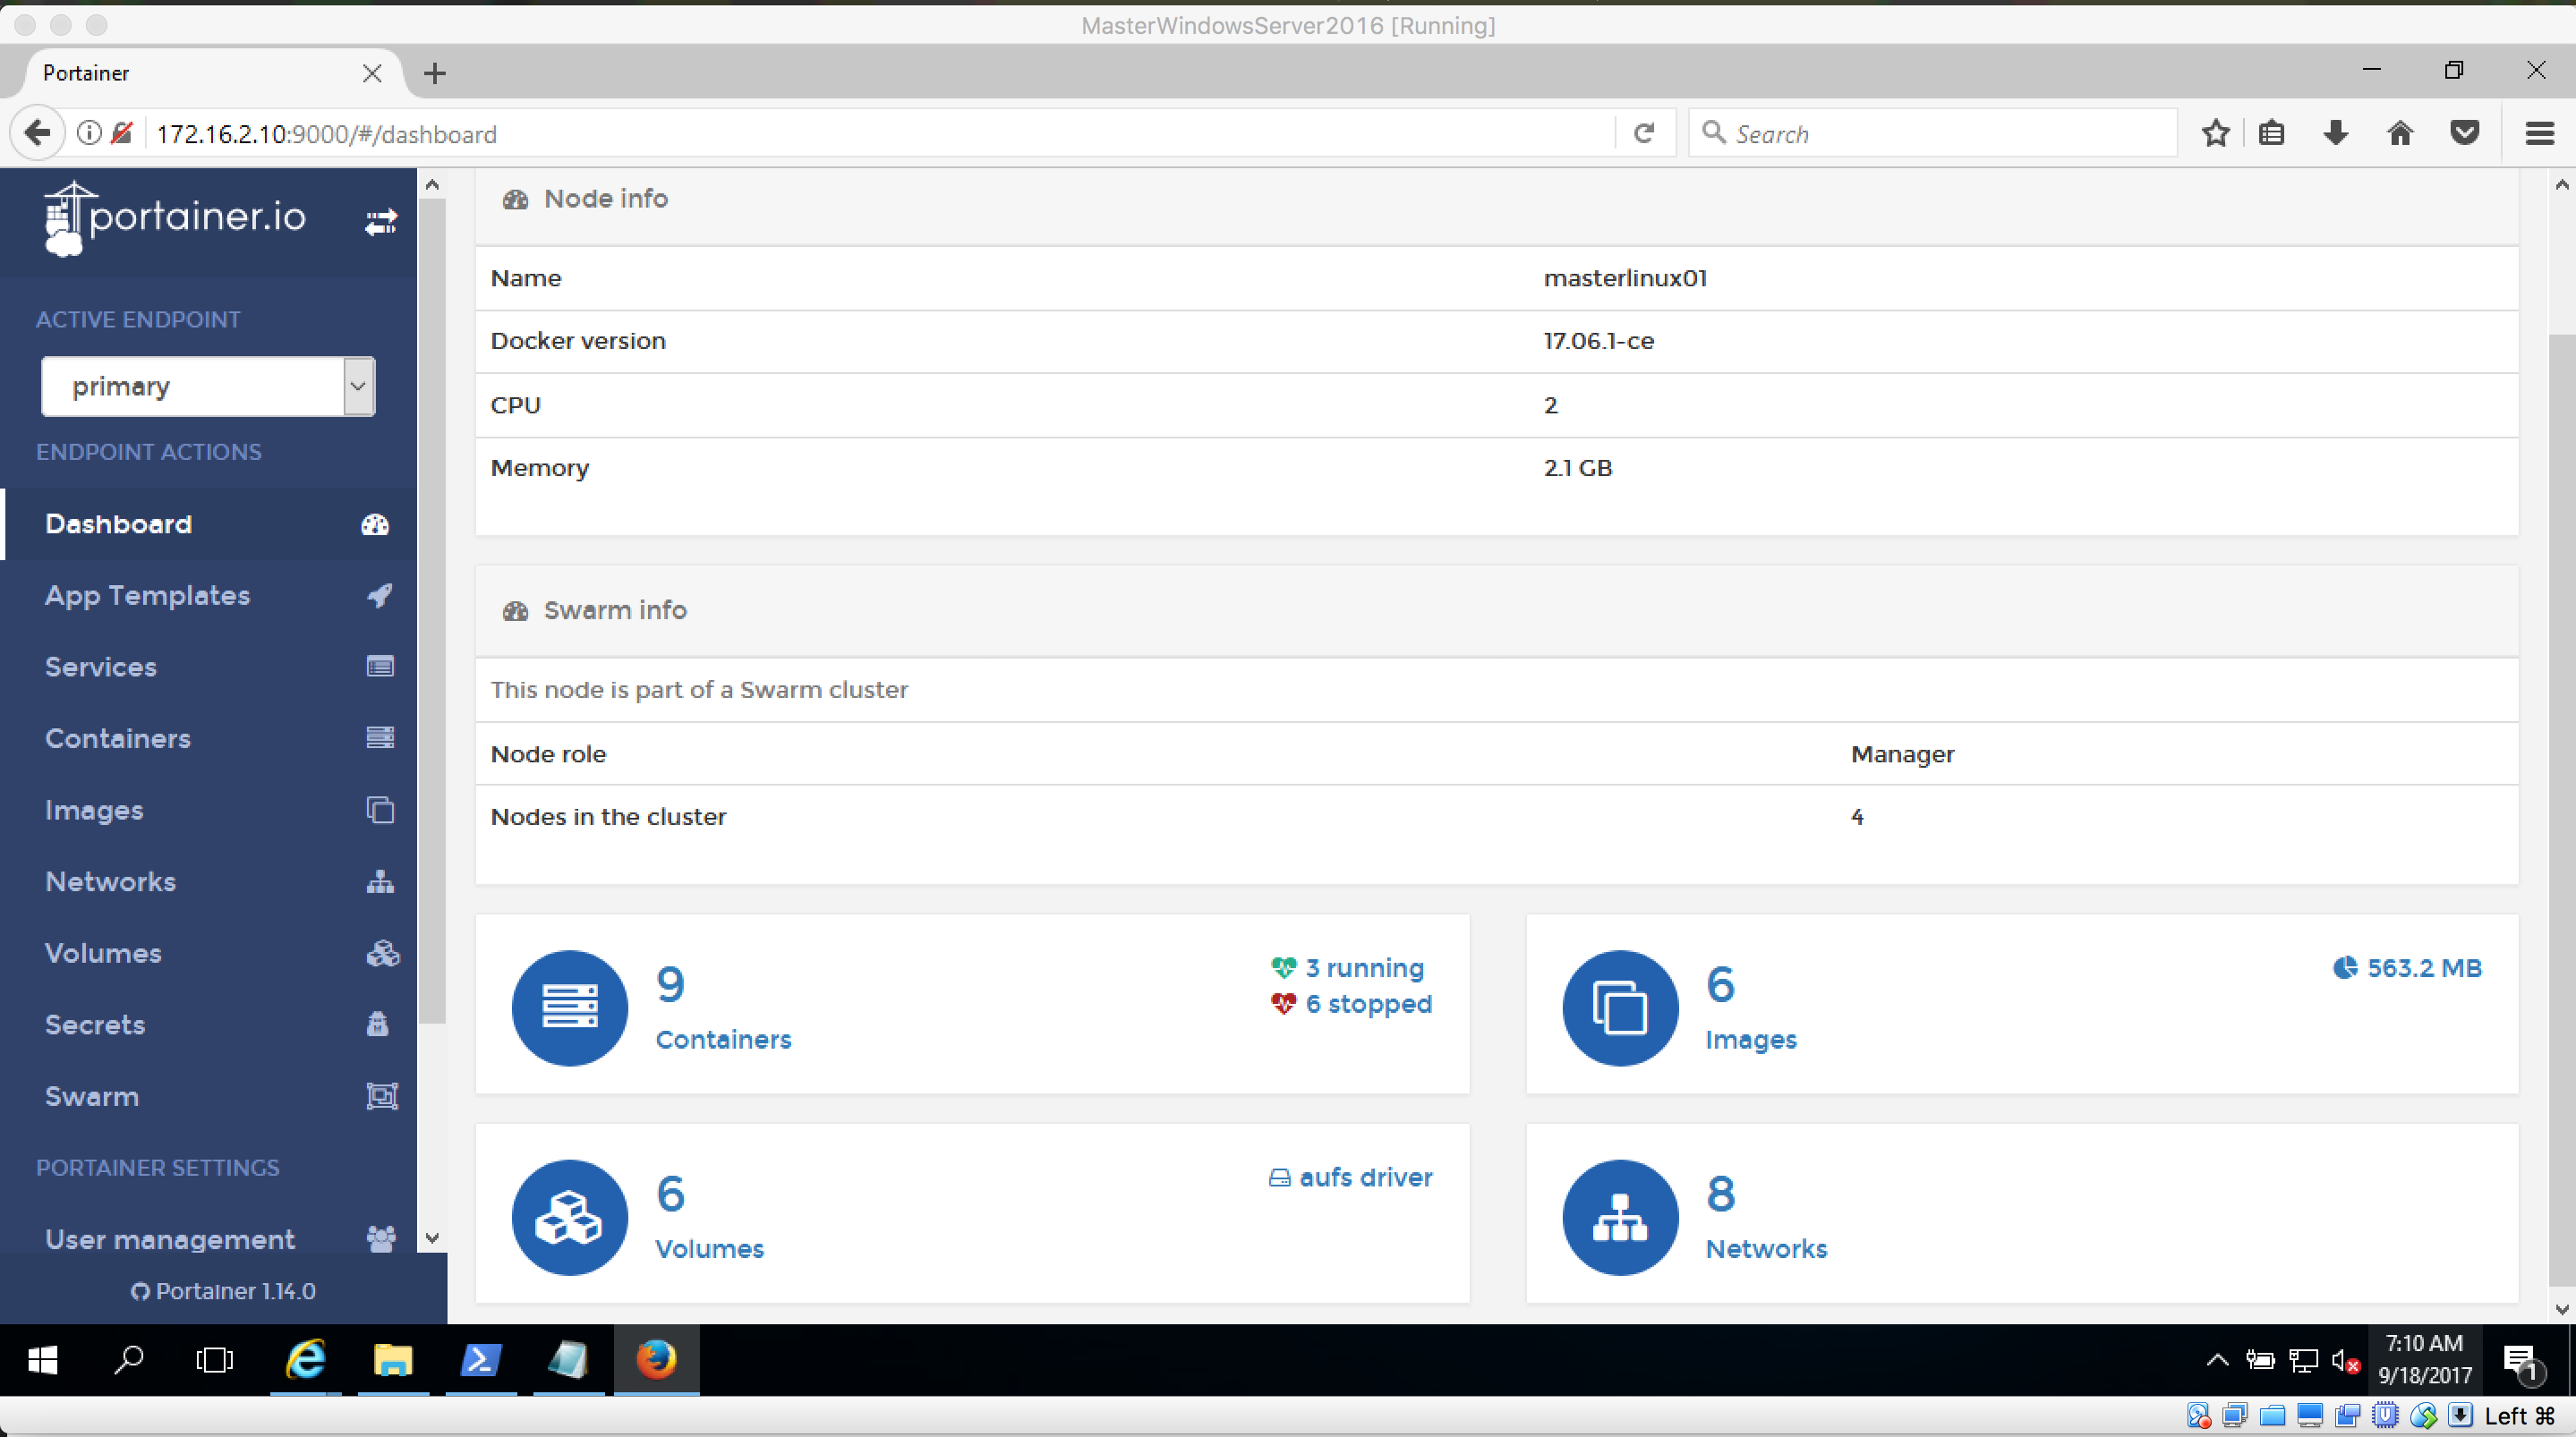 MasterWindowsServer2016 [Running]
Portainer
172.16.2.10:9000/#/dashboard
Search
portainer.io
ACTIVE ENDPOINT
primary
ENDPOINT ACTIONS
Dashboard
App Templates
Services
Containers
Images
Networks
Volumes
Secrets
Swarm
PORTAINER SETTINGS
User management
Portainer 1.14.0
Node info
Name masterlinux01
Docker version 17.06.1-ce
CPU 2
Memory 2.1 GB
Swarm info
This node is part of a Swarm cluster
Node role Manager
Nodes in the cluster 4
9
Containers
3 running
6 stopped
6
Images
563.2 MB
6
Volumes
aufs driver
8
Networks
7:10 AM
9/18/2017
1
Left ⌘